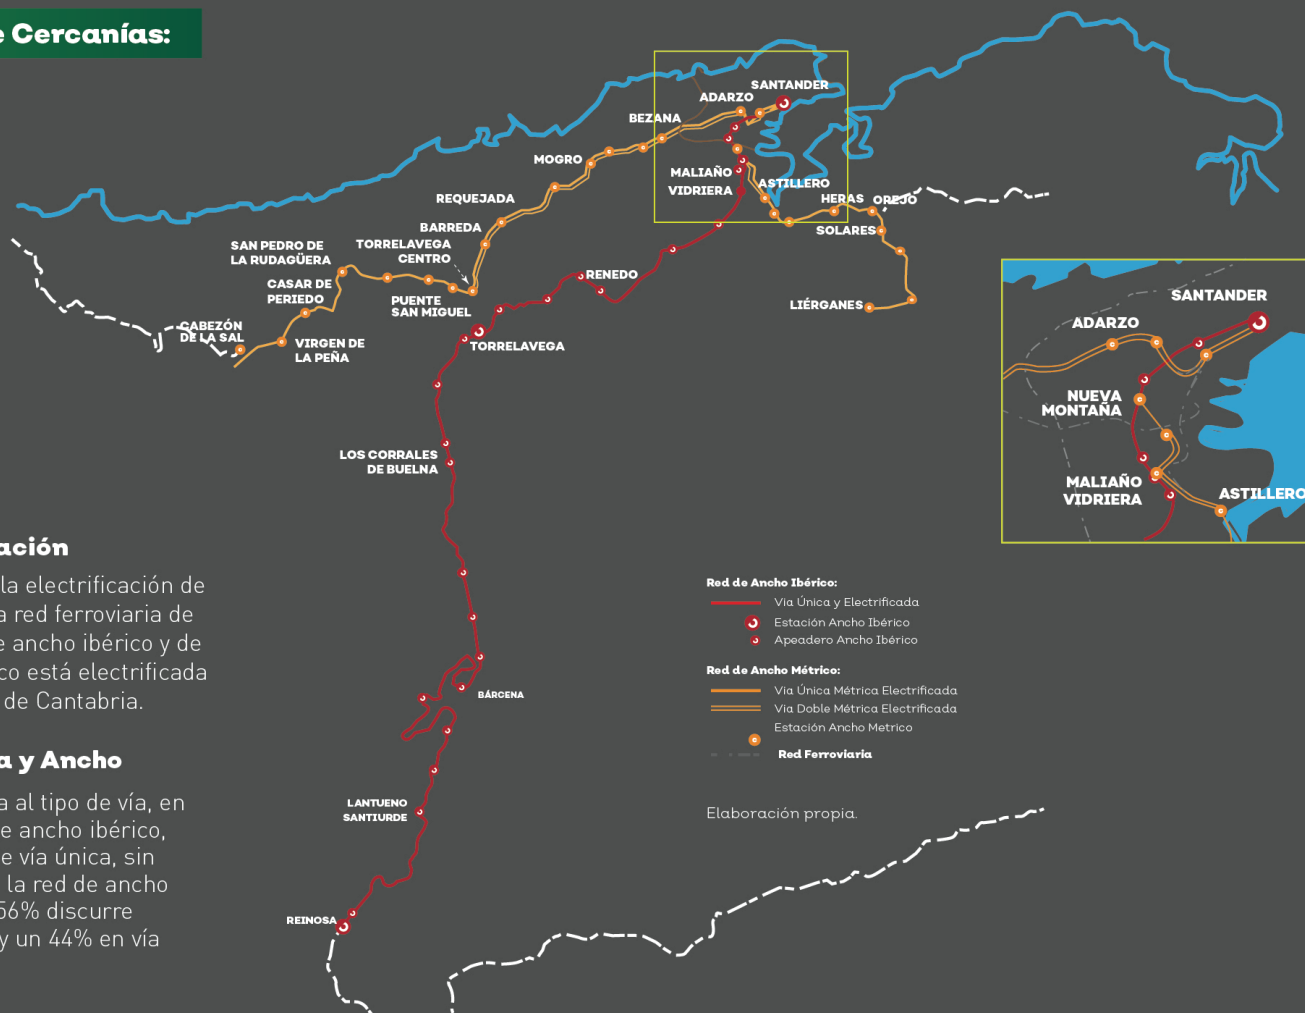 e Cercanías:
SANTANDER
ADARZO
BEZANA
MOGRO
MALIAÑO
VIDRIERA
ASTILLERO
HERAS
OREJO
SOLARES
LIÉRGANES
REQUEJADA
BARREDA
TORRELAVEGA
CENTRO
SAN PEDRO DE
LA RUDAGÜERA
CASAR DE
PERIEDO
PUENTE
SAN MIGUEL
CABEZÓN
DE LA SAL
VIRGEN DE
LA PEÑA
RENEDO
TORRELAVEGA
LOS CORRALES
DE BUELNA
BÁRCENA
LANTUENO
SANTIURDE
REINOSA
SANTANDER
ADARZO
NUEVA
MONTAÑA
MALIAÑO
VIDRIERA
ASTILLERO
ación
la electrificación de
a red ferroviaria de
e ancho ibérico y de
co está electrificada
de Cantabria.
a y Ancho
a al tipo de vía, en
e ancho ibérico,
e vía única, sin
la red de ancho
56% discurre
y un 44% en vía
Red de Ancho Ibérico:
Via Única y Electrificada
Estación Ancho Ibérico
Apeadero Ancho Ibérico
Red de Ancho Métrico:
Via Única Métrica Electrificada
Via Doble Métrica Electrificada
Estación Ancho Metrico
Red Ferroviaria
Elaboración propia.